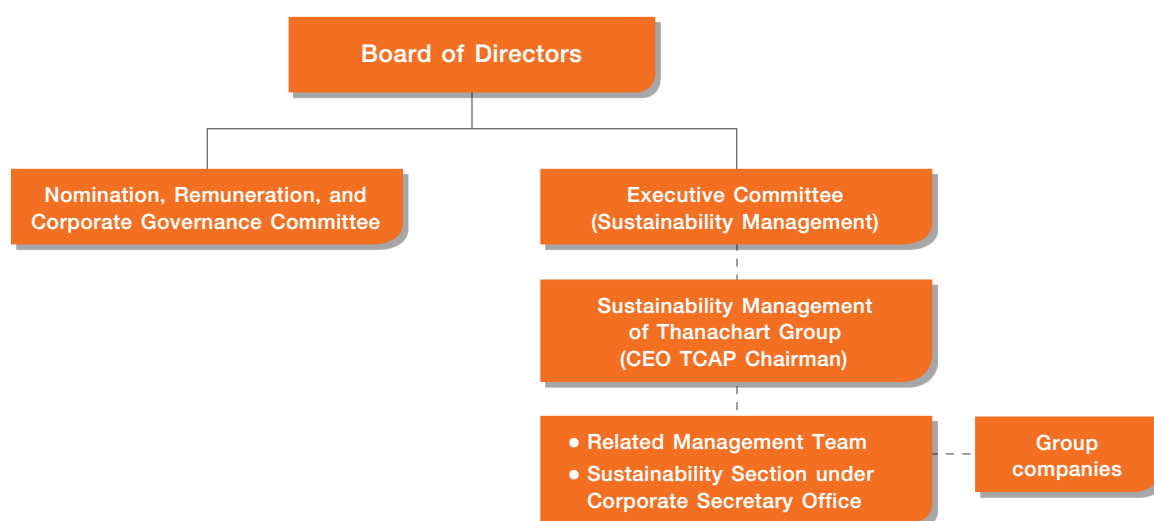 Board of Directors
Nomination, Remuneration, and
Corporate Governance Committee
Executive Committee
(Sustainability Management)
Sustainability Management
of Thanachart Group
(CEO TCAP Chairman)
● Related Management Team
● Sustainability Section under
Corporate Secretary Office
Group
companies